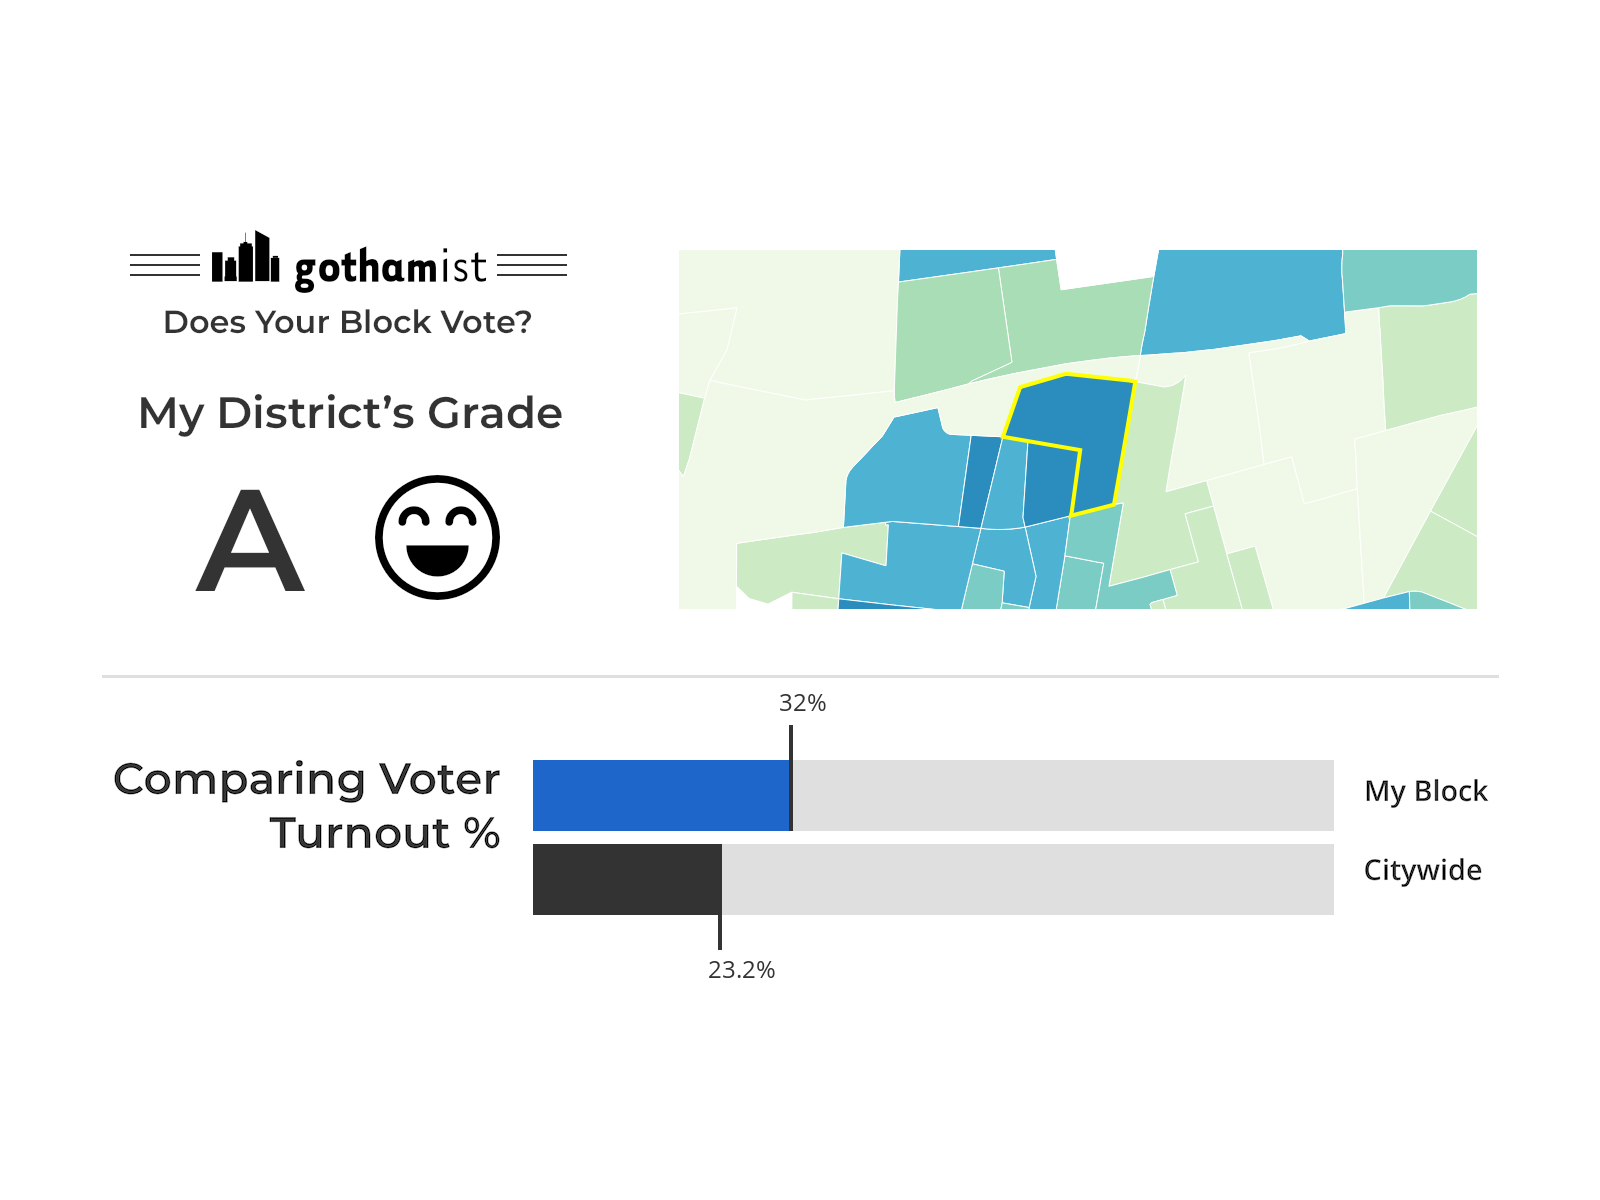 gothamist
Does Your Block Vote?
My District’s Grade
A
32%
Comparing Voter
Turnout %
My Block
Citywide
23.2%